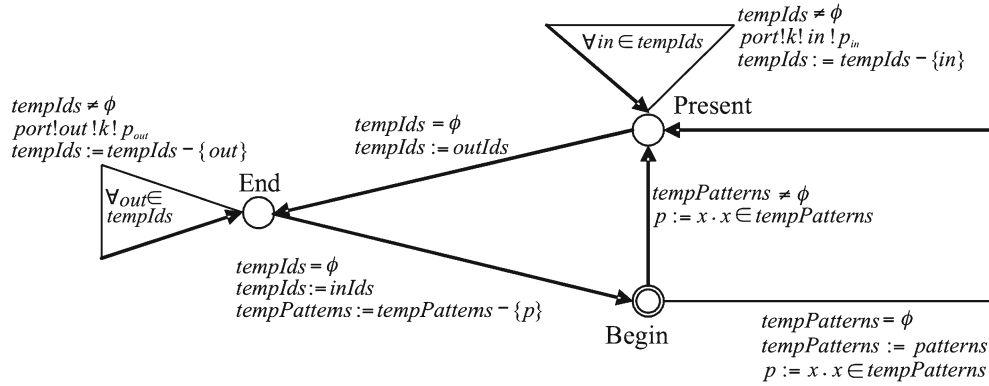 tempIds ≠ ϕ
port!k! in ! p_in
tempIds := tempIds − {in}
∀in ∈ tempIds
Present
tempIds ≠ ϕ
port!out !k! p_out
tempIds := tempIds − {out}
tempIds = ϕ
tempIds := outIds
End
∀out ∈
tempIds
tempPatterns ≠ ϕ
p := x · x ∈ tempPatterns
tempIds = ϕ
tempIds := inIds
tempPatterns := tempPatterns − {p}
Begin
tempPatterns = ϕ
tempPatterns := patterns
p := x · x ∈ tempPatterns